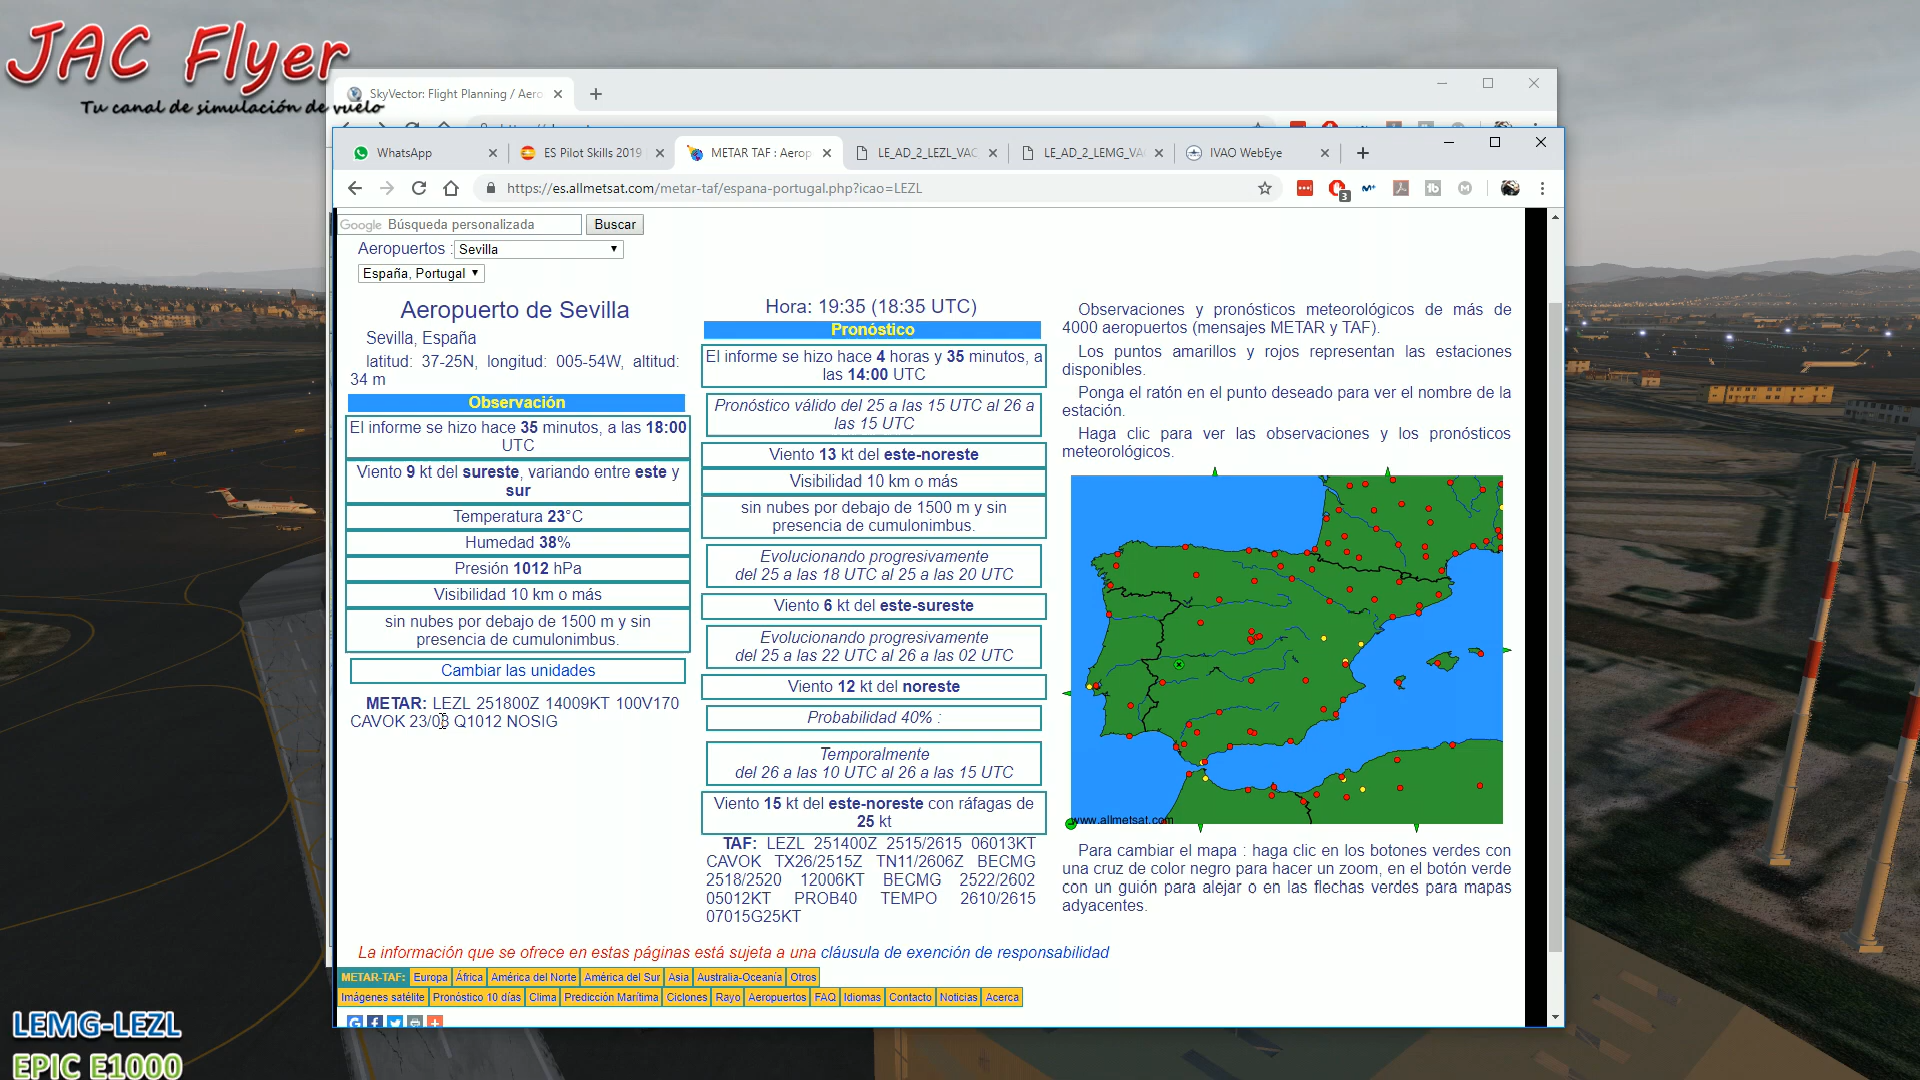 JAC Flyer
Tu canal de simulación de vuelo
SkyVector: Flight Planning / Aero
WhatsApp
ES Pilot Skills 2019
METAR TAF : Aerop
LE_AD_2_LEZL_VAC
LE_AD_2_LEMG_VA
IVAO WebEye
https://es.allmetsat.com/metar-taf/espana-portugal.php?icao=LEZL
3
Google Búsqueda personalizada
Buscar
Aeropuertos : Sevilla
España, Portugal
Aeropuerto de Sevilla
Sevilla, España
latitud: 37-25N, longitud: 005-54W, altitud:
34 m
Observación
El informe se hizo hace 35 minutos, a las 18:00
UTC
Viento 9 kt del sureste, variando entre este y
sur
Temperatura 23°C
Humedad 38%
Presión 1012 hPa
Visibilidad 10 km o más
sin nubes por debajo de 1500 m y sin
presencia de cumulonimbus.
Cambiar las unidades
METAR: LEZL 251800Z 14009KT 100V170
CAVOK 23/08 Q1012 NOSIG
Hora: 19:35 (18:35 UTC)
Pronóstico
El informe se hizo hace 4 horas y 35 minutos, a
las 14:00 UTC
Pronóstico válido del 25 a las 15 UTC al 26 a
las 15 UTC
Viento 13 kt del este-noreste
Visibilidad 10 km o más
sin nubes por debajo de 1500 m y sin
presencia de cumulonimbus.
Evolucionando progresivamente
del 25 a las 18 UTC al 25 a las 20 UTC
Viento 6 kt del este-sureste
Evolucionando progresivamente
del 25 a las 22 UTC al 26 a las 02 UTC
Viento 12 kt del noreste
Probabilidad 40% :
Temporalmente
del 26 a las 10 UTC al 26 a las 15 UTC
Viento 15 kt del este-noreste con ráfagas de
25 kt
TAF: LEZL 251400Z 2515/2615 06013KT
CAVOK TX26/2515Z TN11/2606Z BECMG
2518/2520 12006KT BECMG 2522/2602
05012KT PROB40 TEMPO 2610/2615
07015G25KT
Observaciones y pronósticos meteorológicos de más de
4000 aeropuertos (mensajes METAR y TAF).
Los puntos amarillos y rojos representan las estaciones
disponibles.
Ponga el ratón en el punto deseado para ver el nombre de la
estación.
Haga clic para ver las observaciones y los pronósticos
meteorológicos.
www.allmetsat.com
Para cambiar el mapa : haga clic en los botones verdes con
una cruz de color negro para hacer un zoom, en el botón verde
con un guión para alejar o en las flechas verdes para mapas
adyacentes.
La información que se ofrece en estas páginas está sujeta a una cláusula de exención de responsabilidad
METAR-TAF: Europa África América del Norte América del Sur Asia Australia-Oceanía Otros
Imágenes satélite Pronóstico 10 días Clima Predicción Marítima Ciclones Rayo Aeropuertos FAQ Idiomas Contacto Noticias Acerca
LEMG-LEZL
EPIC E1000